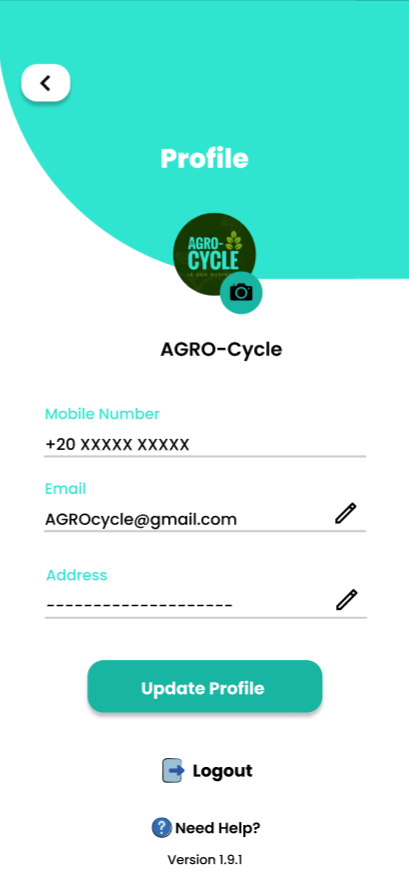 Profile
AGRO-
CYCLE
AGRO-Cycle
Mobile Number
+20 XXXXX XXXXX
Email
AGROcycle@gmail.com
Address
--------------------
Update Profile
Logout
? Need Help?
Version 1.9.1